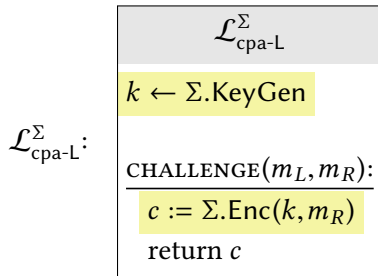 𝓛^Σ_cpa-L
k ← Σ.KeyGen
𝓛^Σ_cpa-L:
CHALLENGE(m_L, m_R):
c := Σ.Enc(k, m_R)
return c